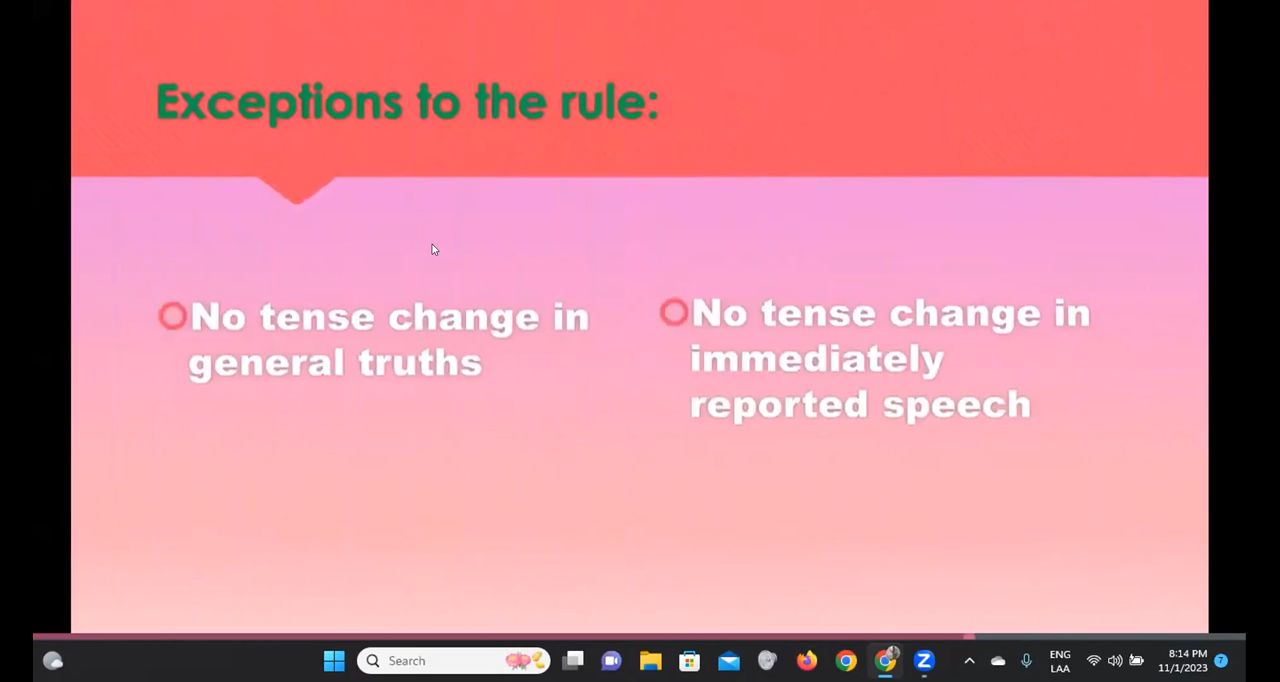 Exceptions to the rule:
No tense change in
general truths
No tense change in
immediately
reported speech
Search
ENG
LAA
8:14 PM
11/1/2023
7